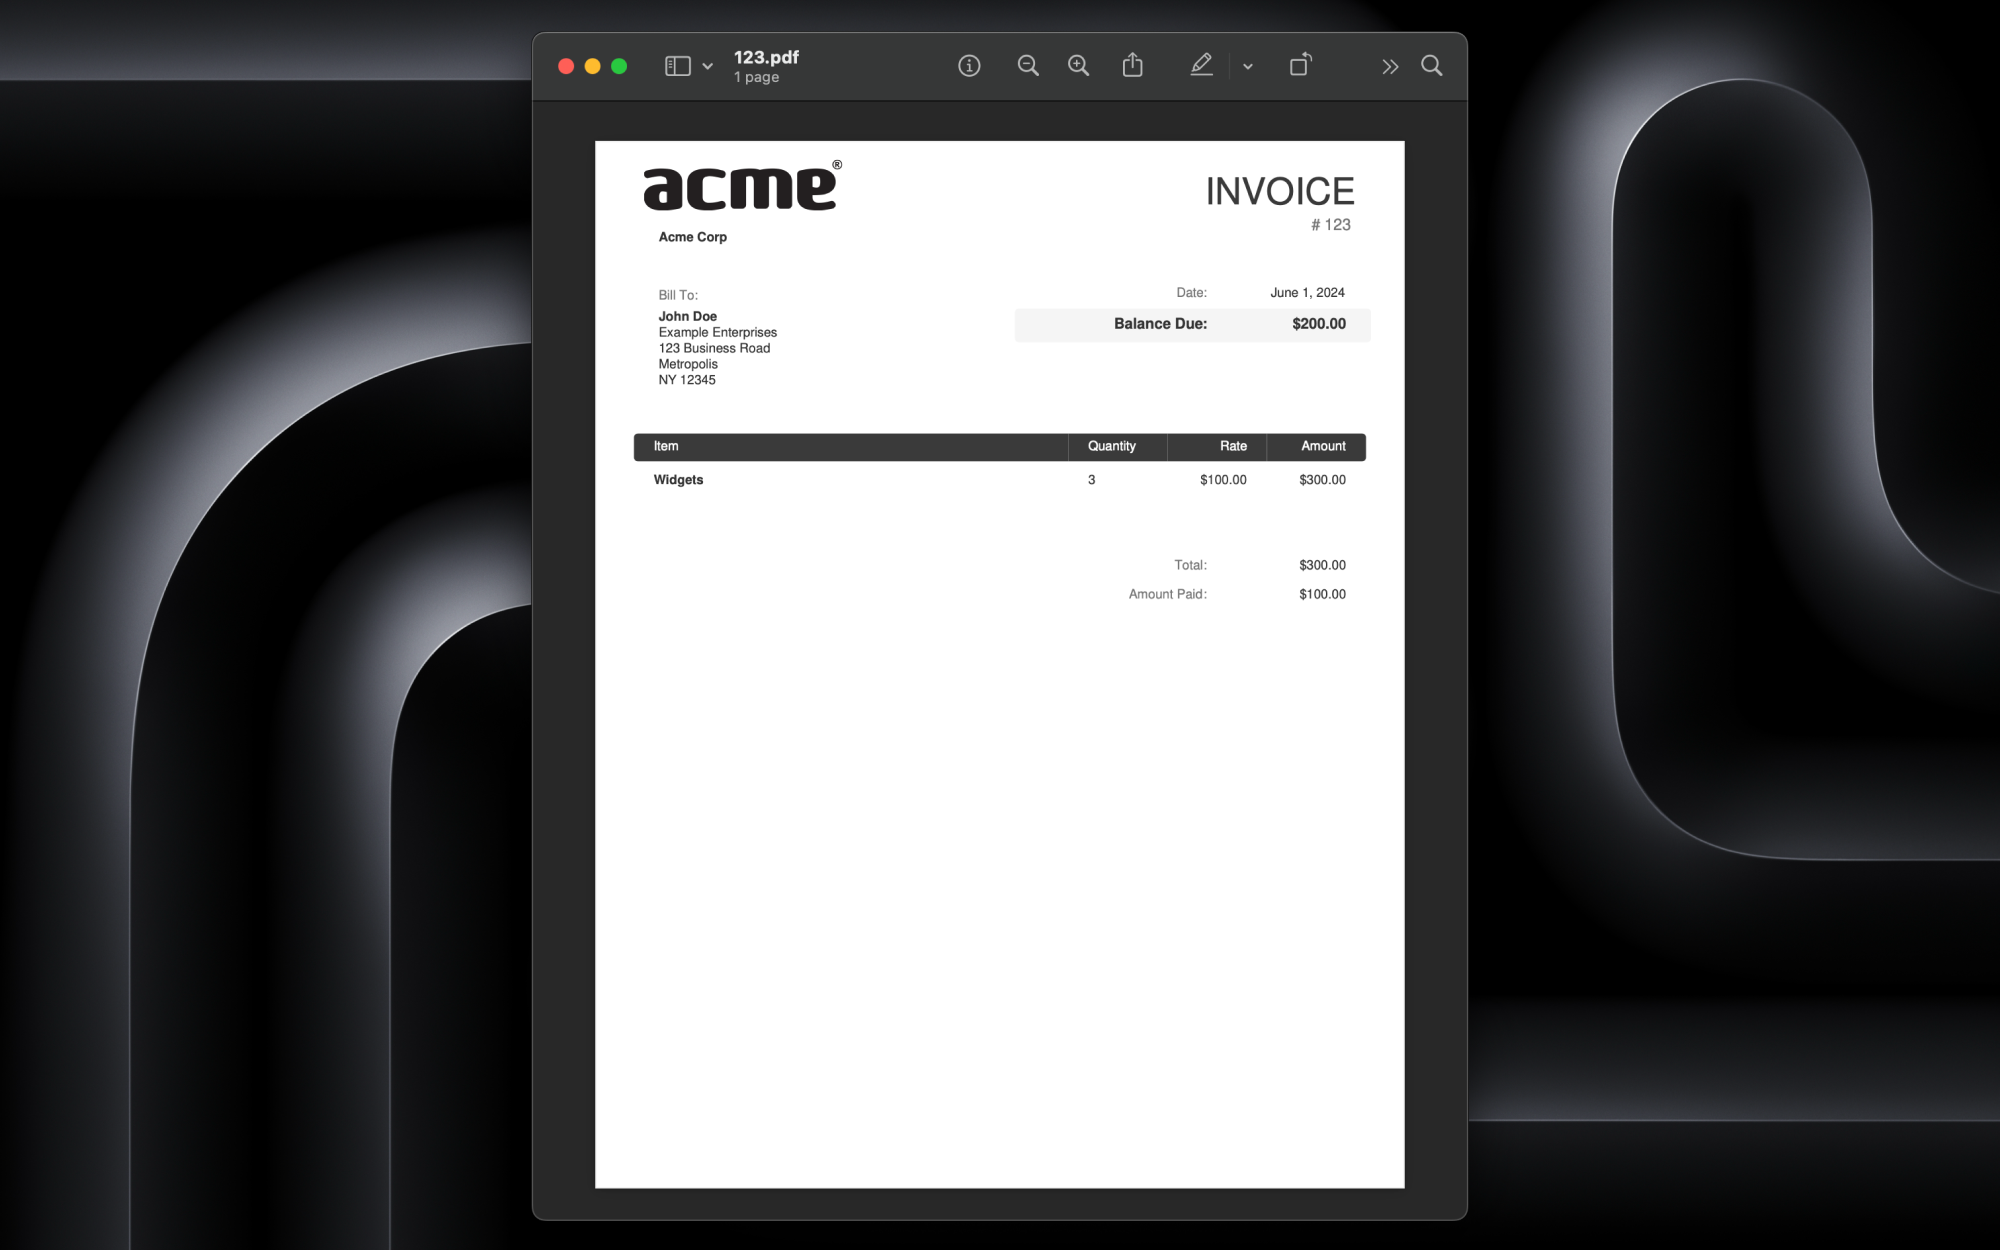 123.pdf
1 page
acme®
INVOICE
# 123
Acme Corp
Bill To:
John Doe
Example Enterprises
123 Business Road
Metropolis
NY 12345
Date: June 1, 2024
Balance Due: $200.00
Item Quantity Rate Amount
Widgets 3 $100.00 $300.00
Total: $300.00
Amount Paid: $100.00